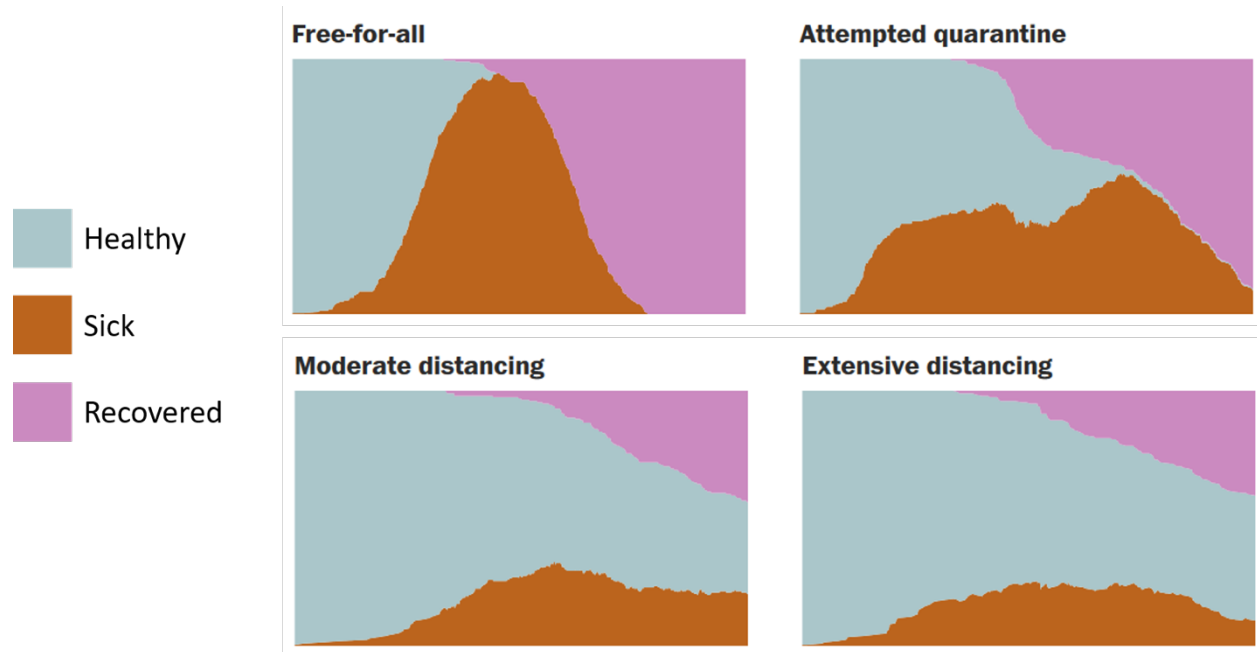 Free-for-all
Attempted quarantine
Healthy
Sick
Recovered
Moderate distancing
Extensive distancing